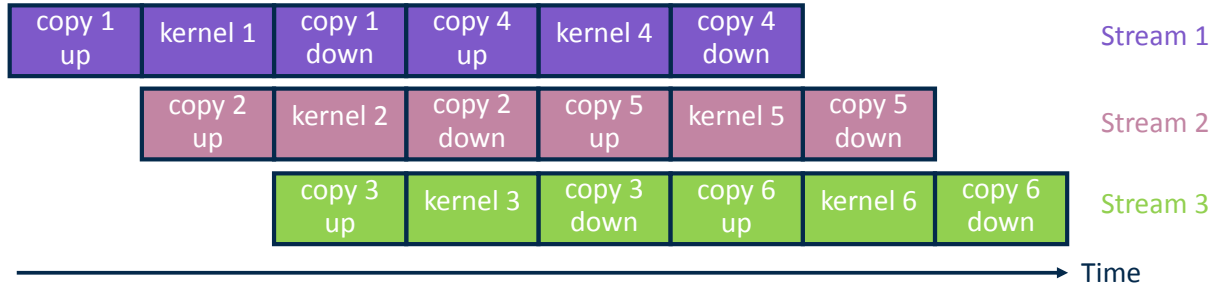 copy 1
up
kernel 1
copy 1
down
copy 4
up
kernel 4
copy 4
down
Stream 1
copy 2
up
kernel 2
copy 2
down
copy 5
up
kernel 5
copy 5
down
Stream 2
copy 3
up
kernel 3
copy 3
down
copy 6
up
kernel 6
copy 6
down
Stream 3
Time